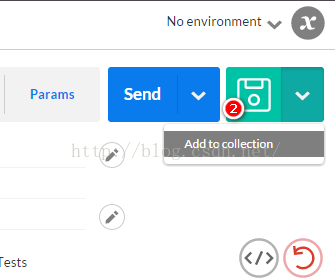 No environment
x
Params
Send
2
Add to collection
http://blog.csdn.net/
</>
Tests